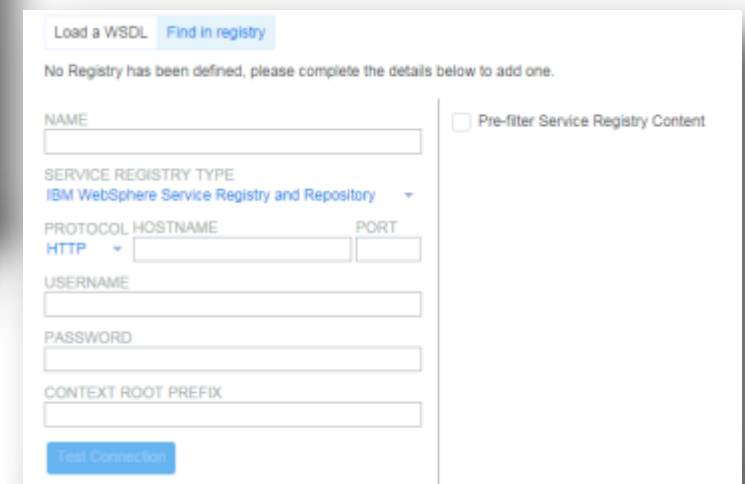 Load a WSDL Find in registry
No Registry has been defined, please complete the details below to add one.
NAME
SERVICE REGISTRY TYPE
IBM WebSphere Service Registry and Repository
PROTOCOL HOSTNAME PORT
HTTP
USERNAME
PASSWORD
CONTEXT ROOT PREFIX
Test Connection
Pre-filter Service Registry Content